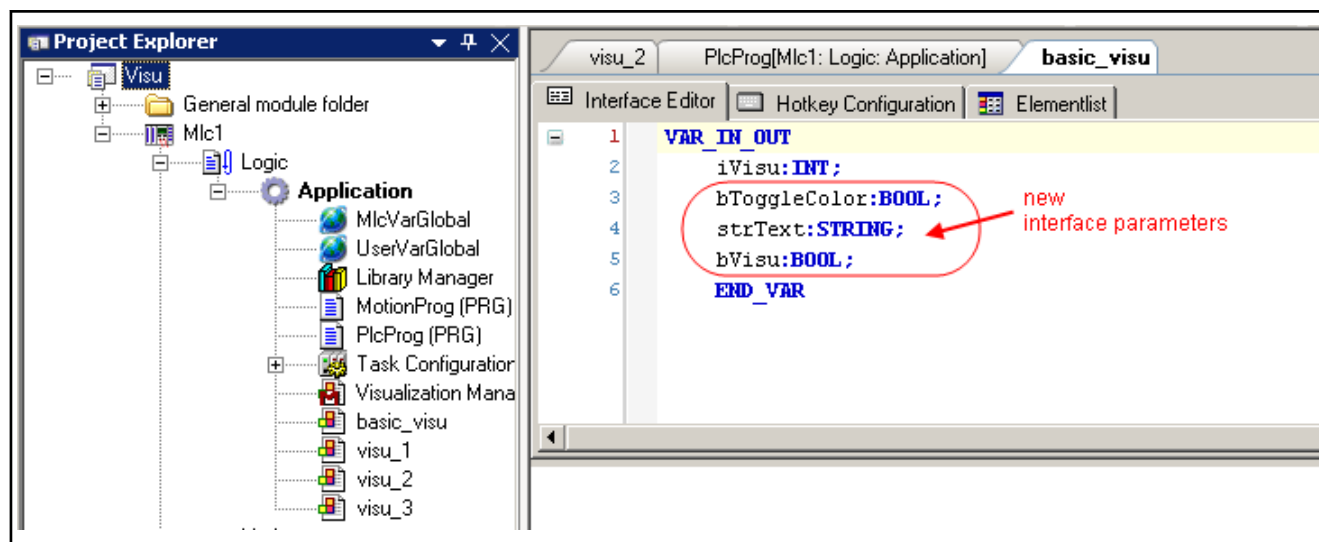 Project Explorer
Visu
General module folder
Mlc1
Logic
Application
MlcVarGlobal
UserVarGlobal
Library Manager
MotionProg (PRG)
PlcProg (PRG)
Task Configuration
Visualization Mana
basic_visu
visu_1
visu_2
visu_3
visu_2 PlcProg[Mlc1: Logic: Application] basic_visu
Interface Editor Hotkey Configuration Elementlist
1 VAR_IN_OUT
2 iVisu:INT;
3 bToggleColor:BOOL;
4 strText:STRING;
5 bVisu:BOOL;
6 END_VAR
new
interface parameters